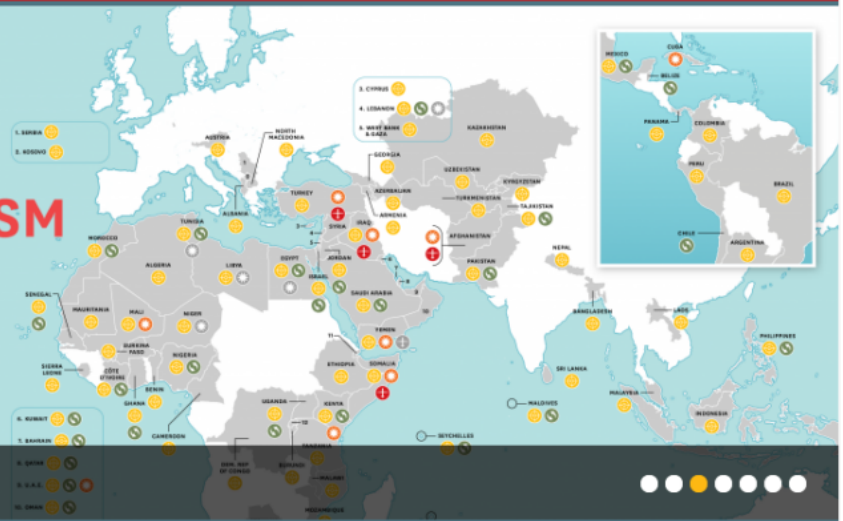 MEXICO
CUBA
BELIZE
PANAMA
COLOMBIA
PERU
BRAZIL
CHILE
ARGENTINA
3. CYPRUS
4. LEBANON
5. WEST BANK
& GAZA
1. SERBIA
2. KOSOVO
AUSTRIA
NORTH
MACEDONIA
KAZAKHSTAN
GEORGIA
UZBEKISTAN
KYRGYZSTAN
AZERBAIJAN
TURKMENISTAN
TAJIKISTAN
TURKEY
ALBANIA
ARMENIA
SM
TUNISIA
SYRIA
IRAQ
AFGHANISTAN
MOROCCO
NEPAL
EGYPT
JORDAN
PAKISTAN
ALGERIA
LIBYA
ISRAEL
SAUDI ARABIA
SENEGAL
MAURITANIA
MALI
NIGER
BANGLADESH
LAOS
YEMEN
PHILIPPINES
BURKINA
FASO
NIGERIA
ETHIOPIA
SOMALIA
SIERRA
LEONE
CÔTE
D'IVOIRE
BENIN
SRI LANKA
MALAYSIA
GHANA
UGANDA
KENYA
MALDIVES
INDONESIA
CAMEROON
SEYCHELLES
6. KUWAIT
7. BAHRAIN
8. QATAR
9. U.A.E.
10. OMAN
TANZANIA
DEM. REP.
OF CONGO
BURUNDI
MALAWI
MOZAMBIQUE